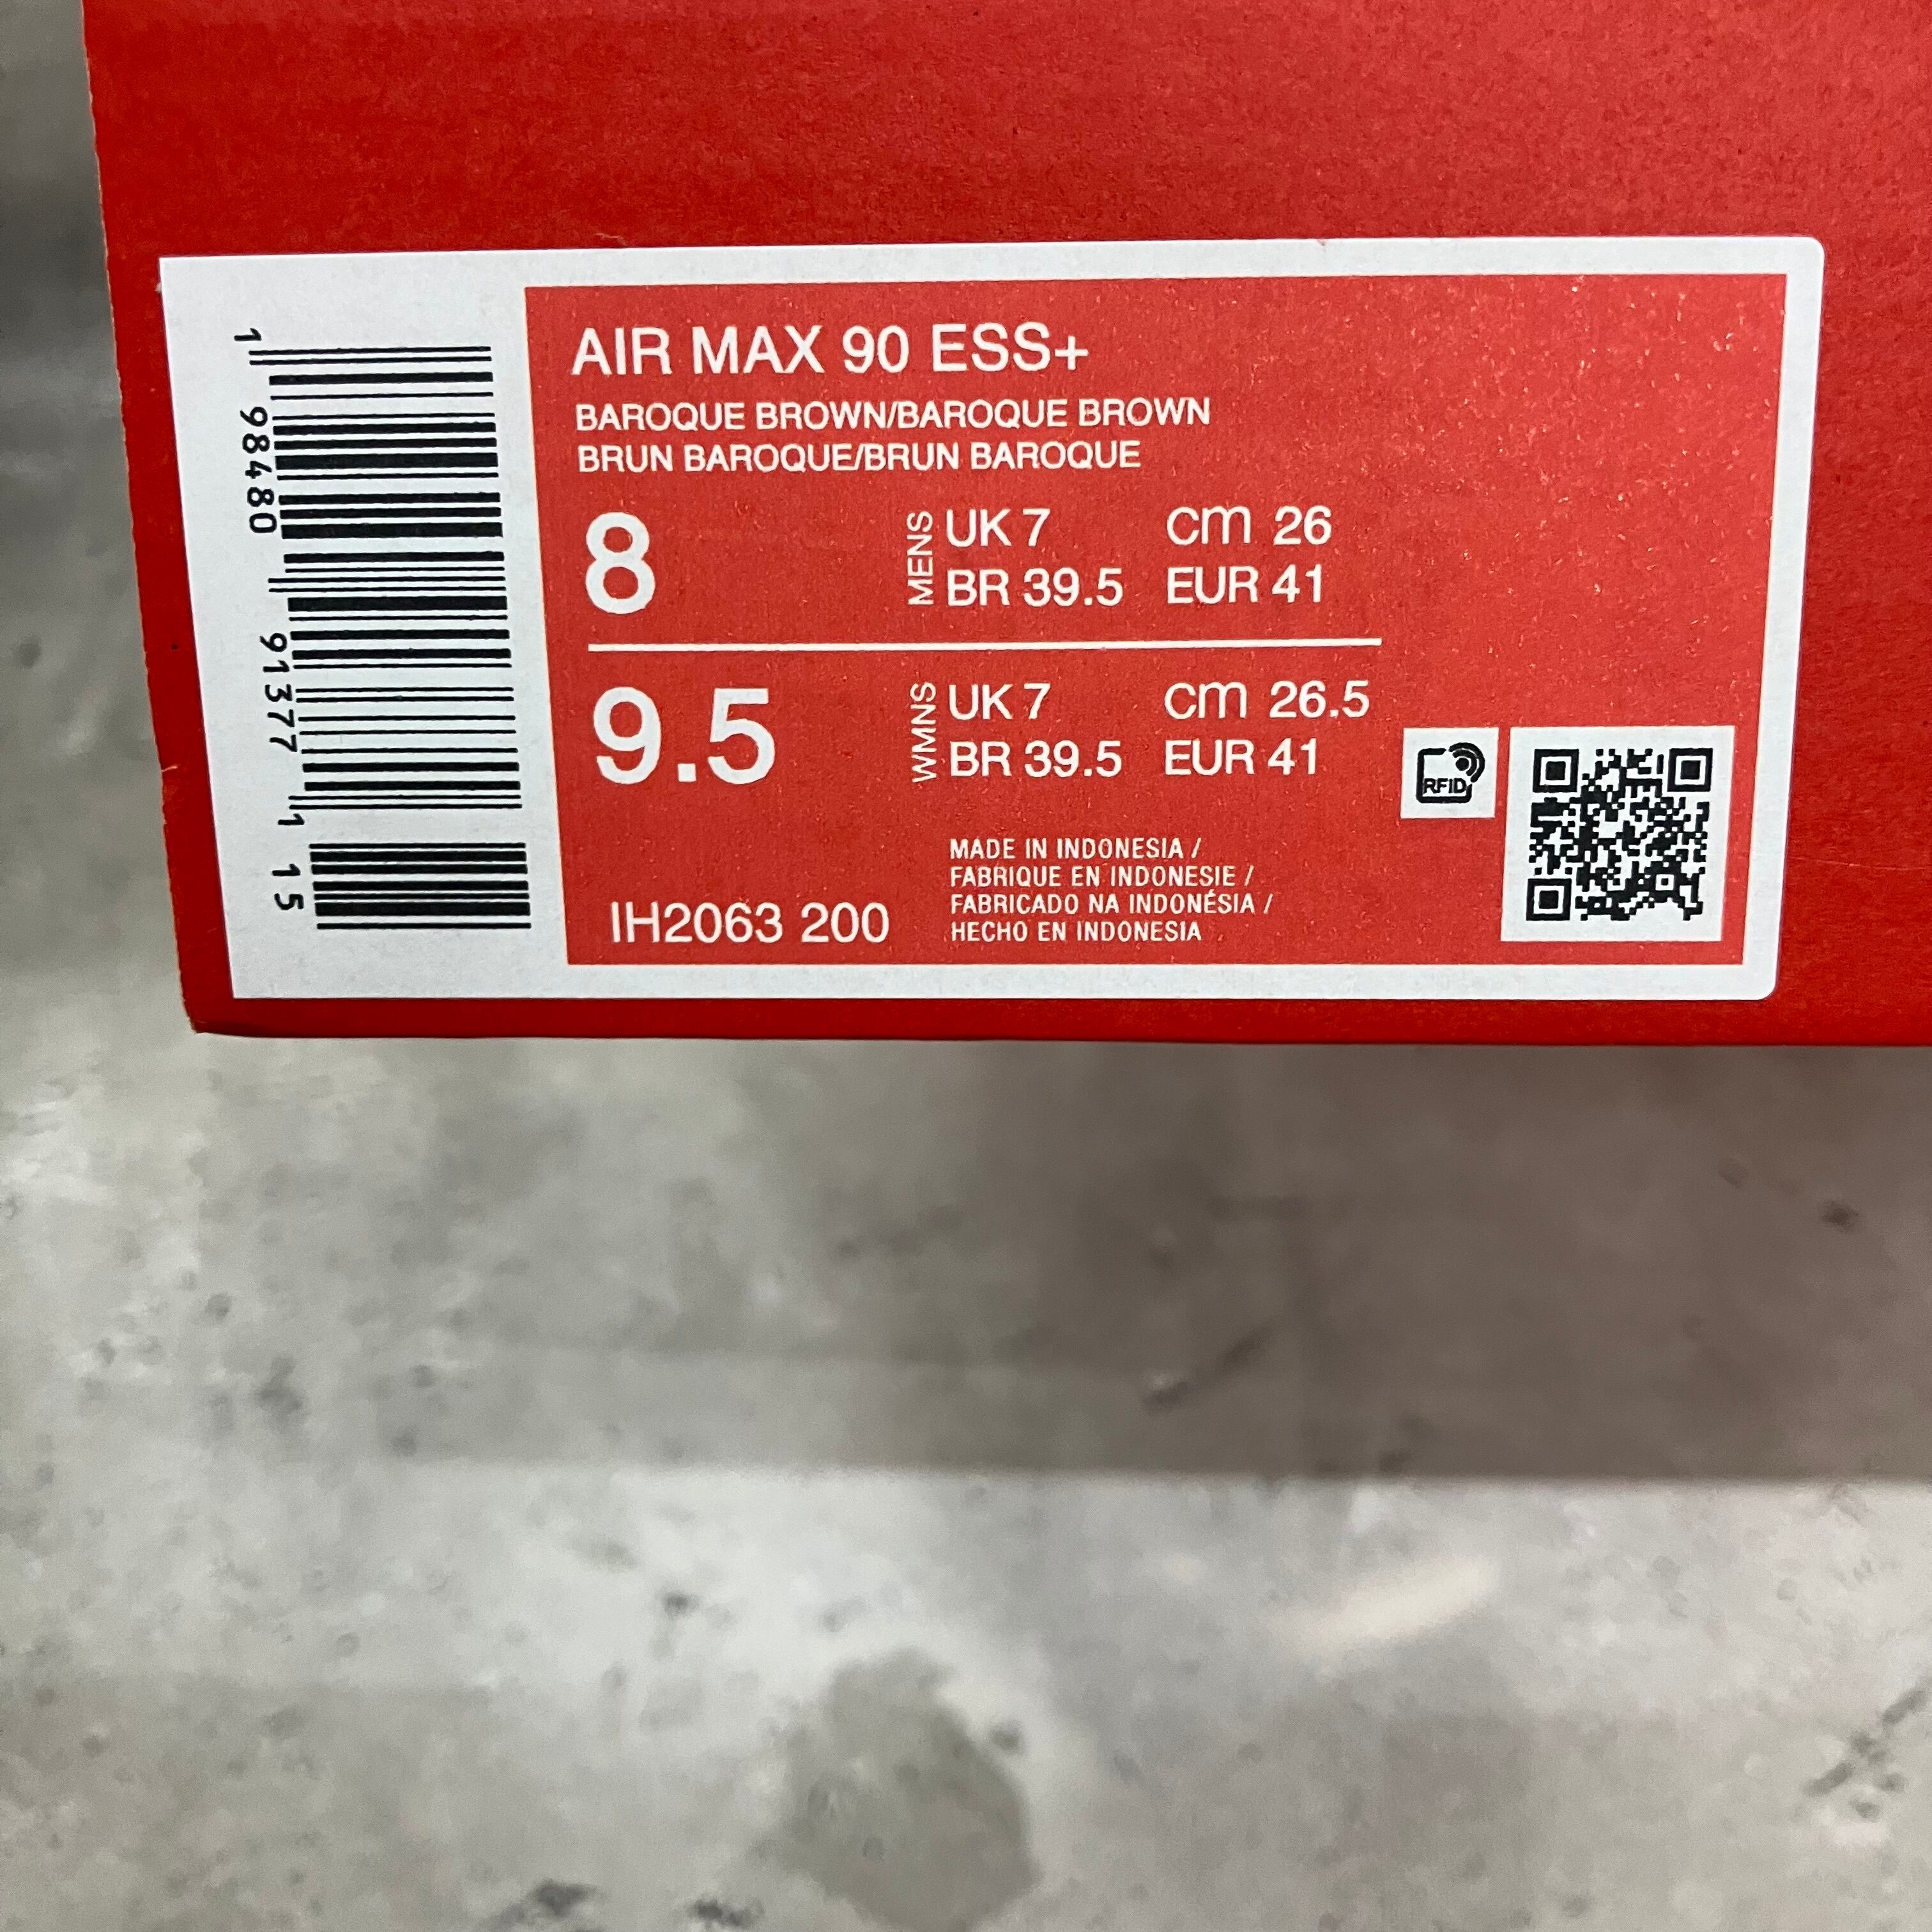 AIR MAX 90 ESS+
BAROQUE BROWN/BAROQUE BROWN
BRUN BAROQUE/BRUN BAROQUE
8
MENS
UK 7 cm 26
BR 39.5 EUR 41
9.5
WMNS
UK 7 cm 26.5
BR 39.5 EUR 41
RFID
MADE IN INDONESIA /
FABRIQUE EN INDONESIE /
FABRICADO NA INDONÉSIA /
HECHO EN INDONESIA
IH2063 200
1 98480 91377 1 15